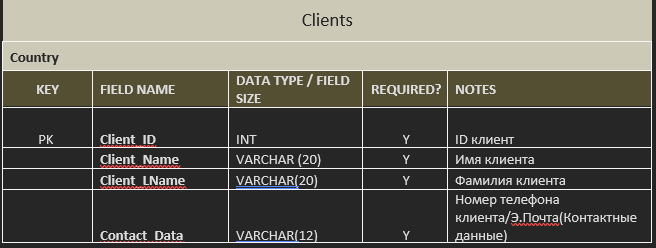 Clients
Country
KEY FIELD NAME DATA TYPE / FIELD SIZE REQUIRED? NOTES
PK Client_ID INT Y ID клиент
Client_Name VARCHAR (20) Y Имя клиента
Client_LName VARCHAR(20) Y Фамилия клиента
Contact_Data VARCHAR(12) Y Номер телефона клиента/Э.Почта(Контактные данные)